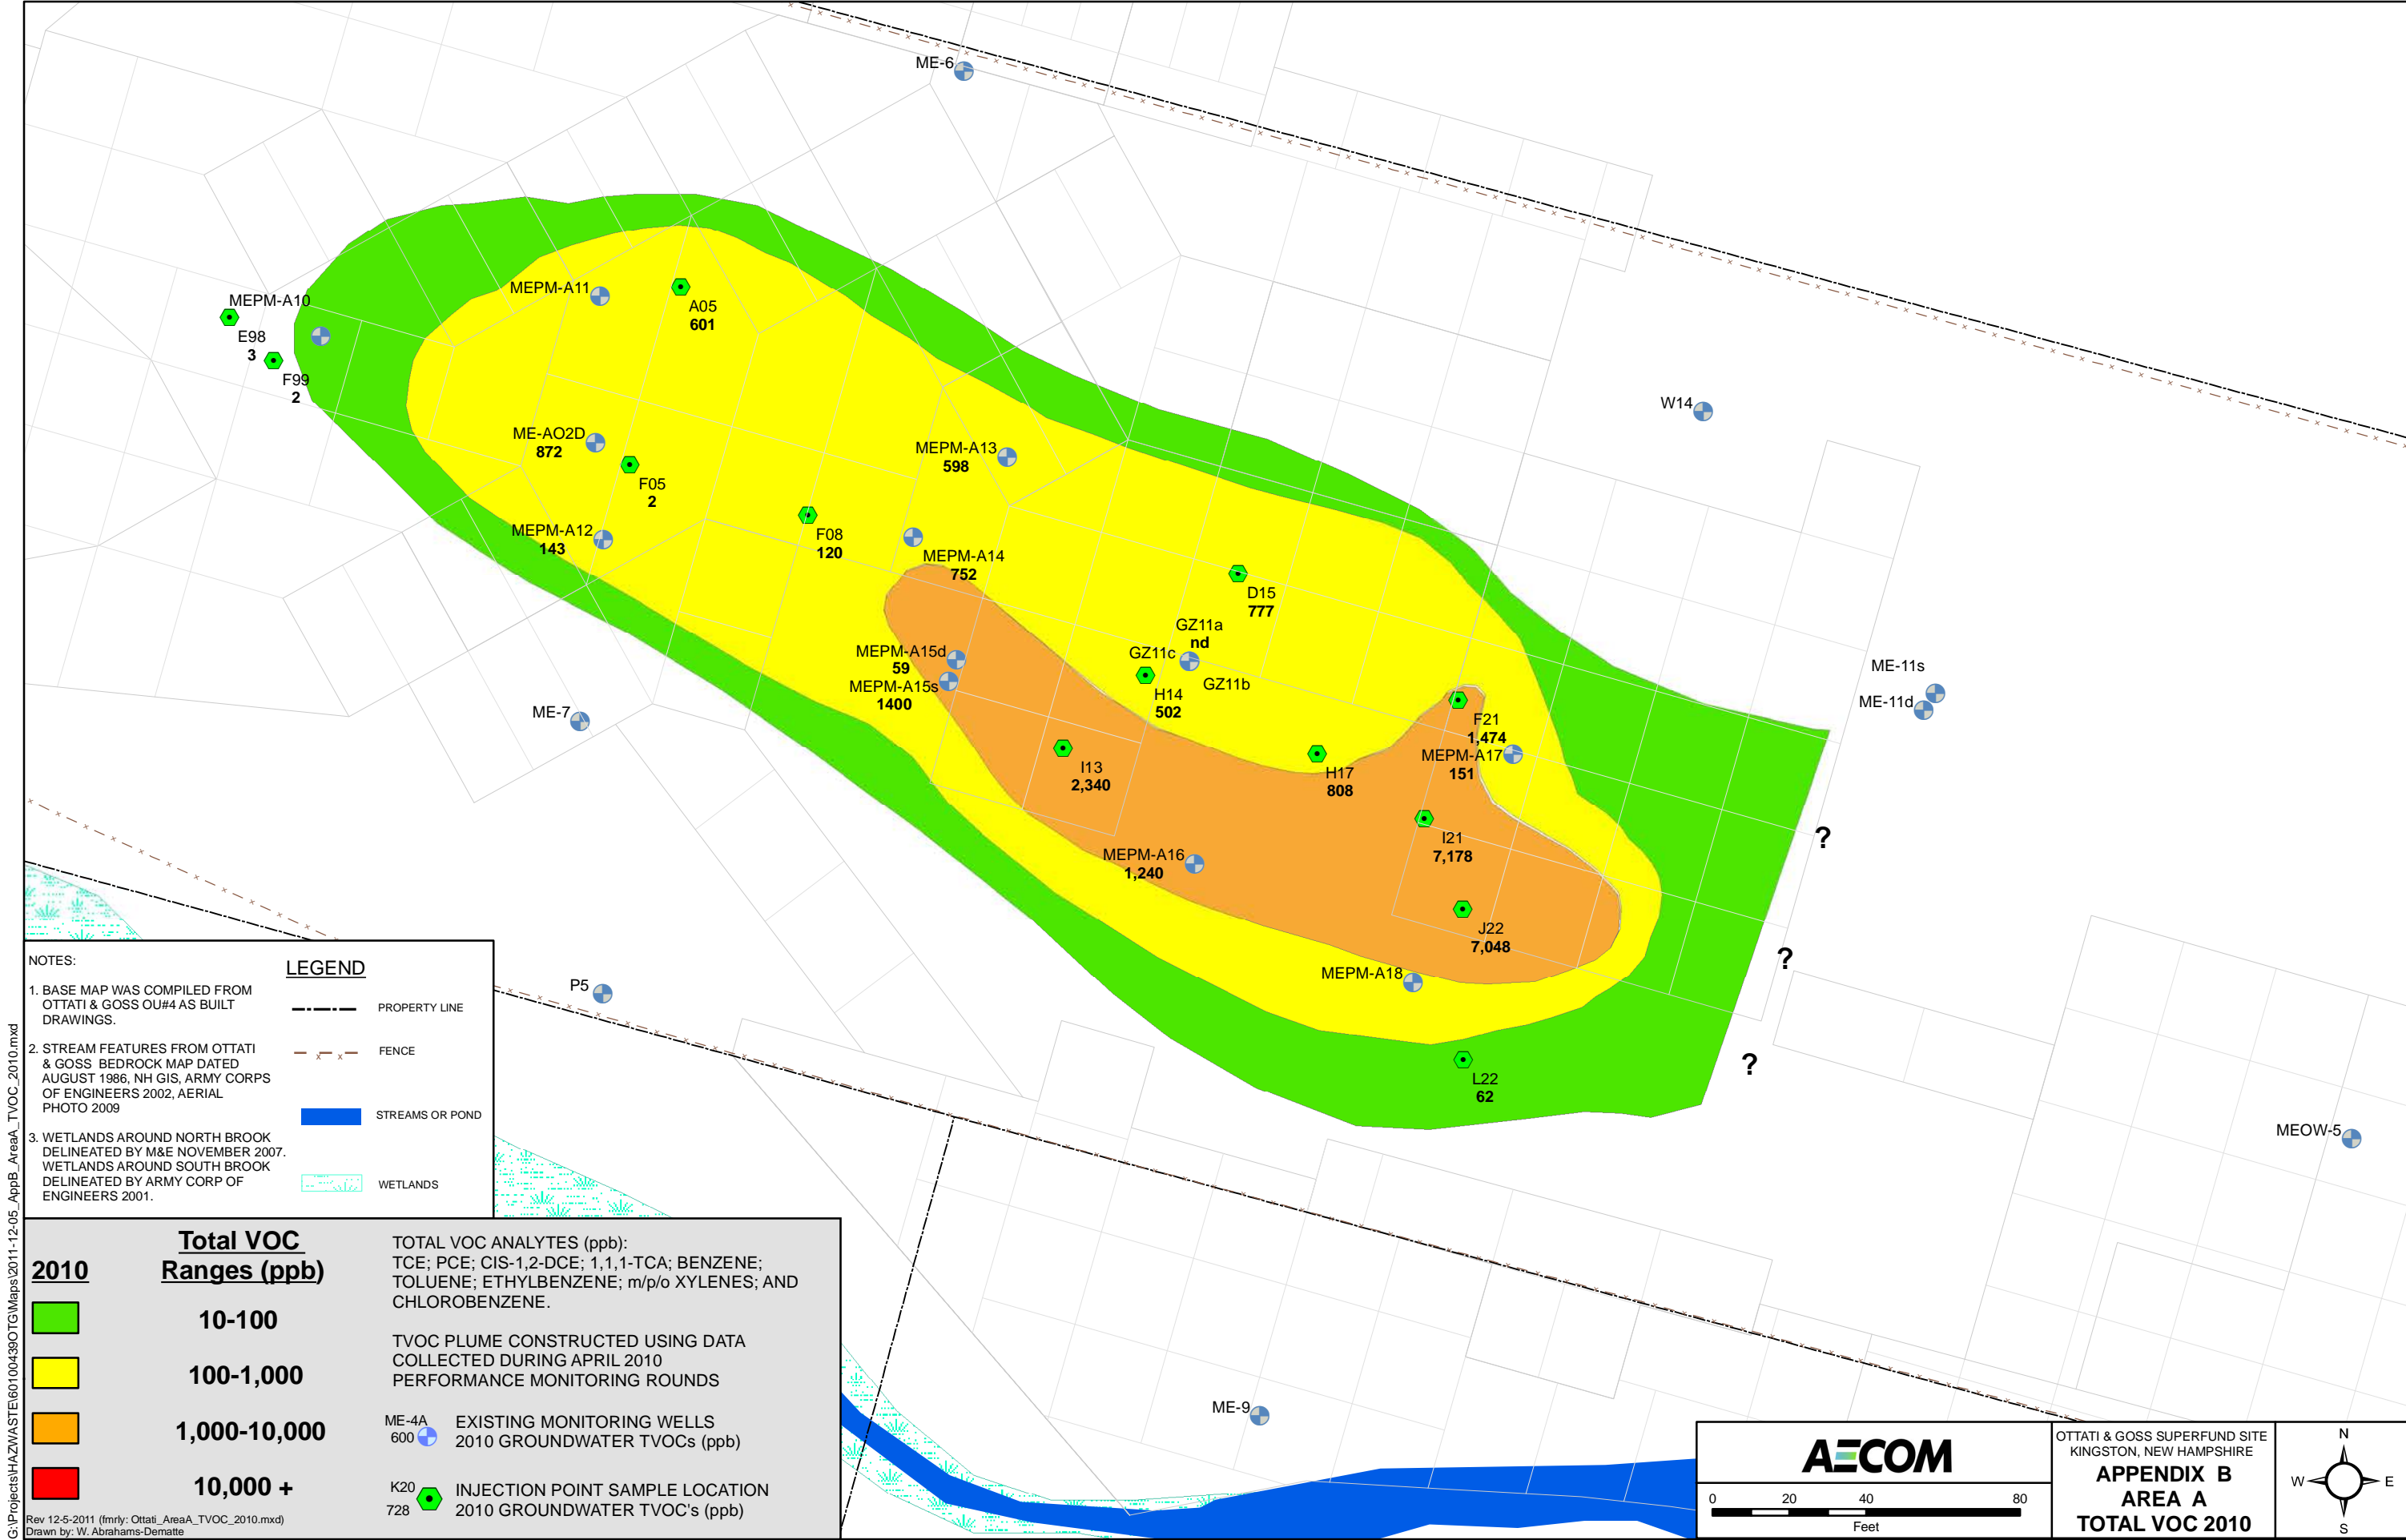 ME-6
MEPM-A10
E98
3
F99
2
MEPM-A11
A05
601
ME-AO2D
872
F05
2
MEPM-A12
143
F08
120
MEPM-A13
598
MEPM-A14
752
W14
D15
777
GZ11a
nd
GZ11c
GZ11b
H14
502
MEPM-A15d
59
MEPM-A15s
1400
ME-7
I13
2,340
H17
808
F21
1,474
MEPM-A17
151
I21
7,178
MEPM-A16
1,240
J22
7,048
MEPM-A18
L22
62
ME-11s
ME-11d
?
?
?
P5
MEOW-5
ME-9
NOTES:
1. BASE MAP WAS COMPILED FROM
OTTATI & GOSS OU#4 AS BUILT
DRAWINGS.
2. STREAM FEATURES FROM OTTATI
& GOSS BEDROCK MAP DATED
AUGUST 1986, NH GIS, ARMY CORPS
OF ENGINEERS 2002, AERIAL
PHOTO 2009
3. WETLANDS AROUND NORTH BROOK
DELINEATED BY M&E NOVEMBER 2007.
WETLANDS AROUND SOUTH BROOK
DELINEATED BY ARMY CORP OF
ENGINEERS 2001.
LEGEND
PROPERTY LINE
FENCE
STREAMS OR POND
WETLANDS
2010
Total VOC
Ranges (ppb)
10-100
100-1,000
1,000-10,000
10,000 +
TOTAL VOC ANALYTES (ppb):
TCE; PCE; CIS-1,2-DCE; 1,1,1-TCA; BENZENE;
TOLUENE; ETHYLBENZENE; m/p/o XYLENES; AND
CHLOROBENZENE.
TVOC PLUME CONSTRUCTED USING DATA
COLLECTED DURING APRIL 2010
PERFORMANCE MONITORING ROUNDS
ME-4A
600
EXISTING MONITORING WELLS
2010 GROUNDWATER TVOCs (ppb)
K20
728
INJECTION POINT SAMPLE LOCATION
2010 GROUNDWATER TVOC's (ppb)
Rev 12-5-2011 (fmrly: Ottati_AreaA_TVOC_2010.mxd)
Drawn by: W. Abrahams-Dematte
G:\Projects\HAZWASTE\60100439OTG\Maps\2011-12-05_AppB_AreaA_TVOC_2010.mxd
AECOM
0 20 40 80
Feet
OTTATI & GOSS SUPERFUND SITE
KINGSTON, NEW HAMPSHIRE
APPENDIX B
AREA A
TOTAL VOC 2010
N
W E
S